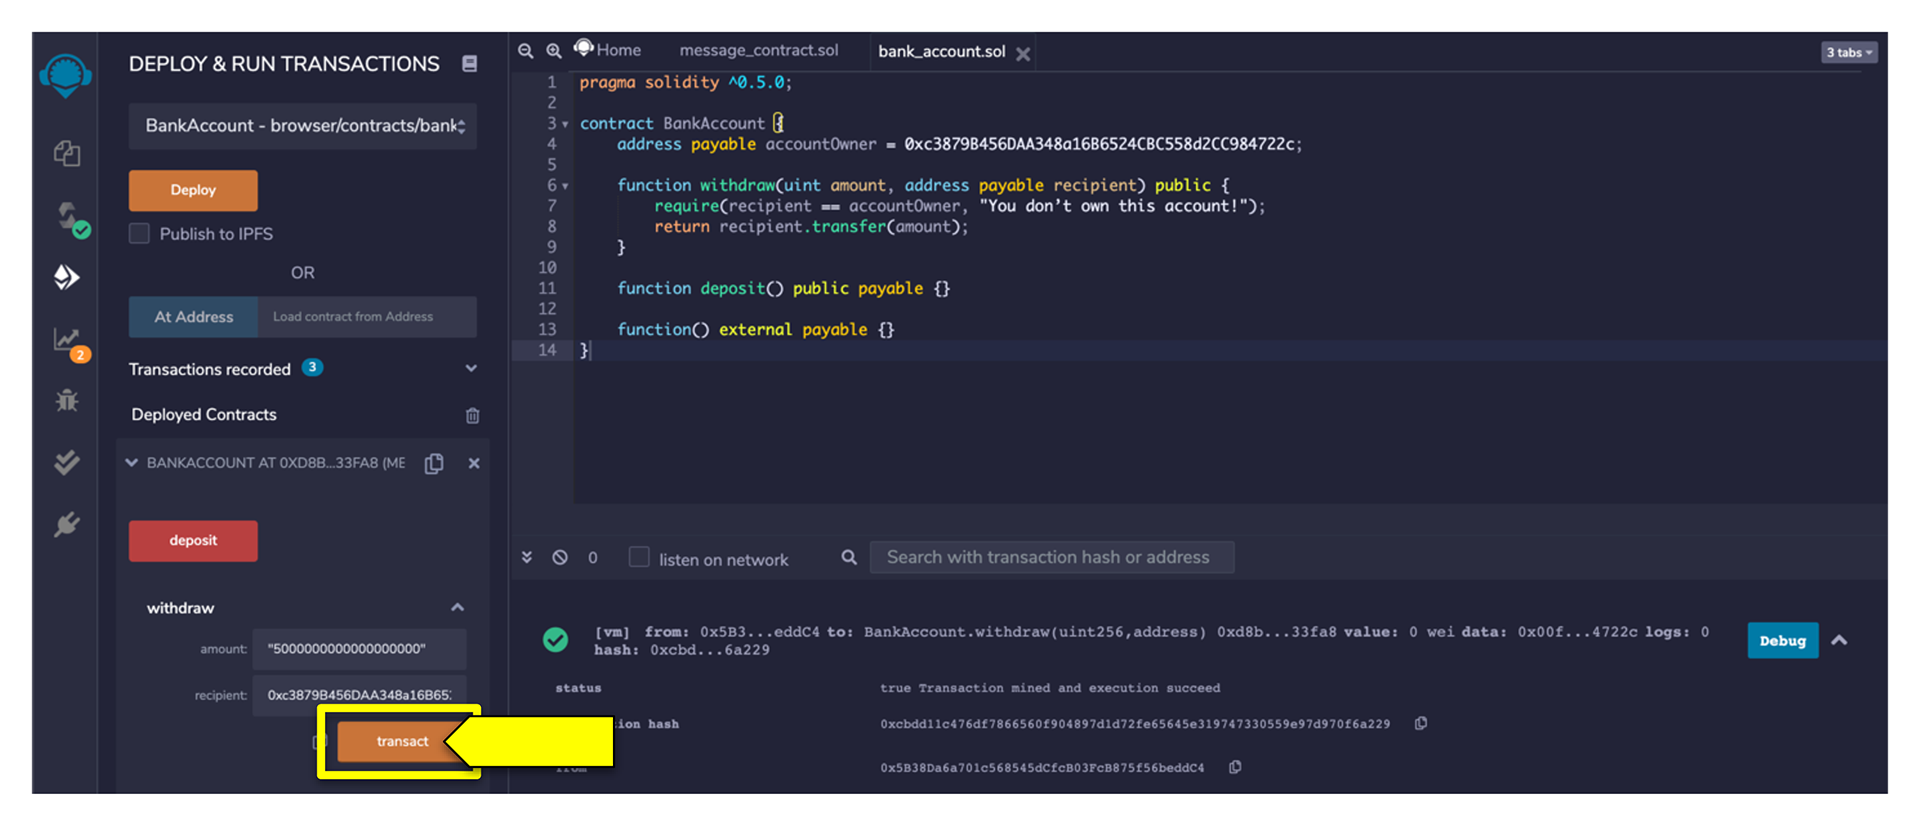 DEPLOY & RUN TRANSACTIONS
BankAccount - browser/contracts/bank
Deploy
Publish to IPFS
OR
At Address
Load contract from Address
Transactions recorded 3
2
Deployed Contracts
BANKACCOUNT AT 0XD8B...33FA8 (ME
deposit
withdraw
amount: "5000000000000000000"
recipient: 0xc3879B456DAA348a16B65
transact
Home
message_contract.sol
bank_account.sol
3 tabs
1 pragma solidity ^0.5.0;
2
3 contract BankAccount {
4 address payable accountOwner = 0xc3879B456DAA348a16B6524CBC558d2CC984722c;
5
6 function withdraw(uint amount, address payable recipient) public {
7 require(recipient == accountOwner, "You don’t own this account!");
8 return recipient.transfer(amount);
9 }
10
11 function deposit() public payable {}
12
13 function() external payable {}
14 }
0
listen on network
Search with transaction hash or address
[vm] from: 0x5B3...eddC4 to: BankAccount.withdraw(uint256,address) 0xd8b...33fa8 value: 0 wei data: 0x00f...4722c logs: 0
hash: 0xcbd...6a229
Debug
status true Transaction mined and execution succeed
ion hash 0xcbdd11c476df7866560f904897d1d72fe65645e319747330559e97d970f6a229
0x5B38Da6a701c568545dCfcB03FcB875f56beddC4